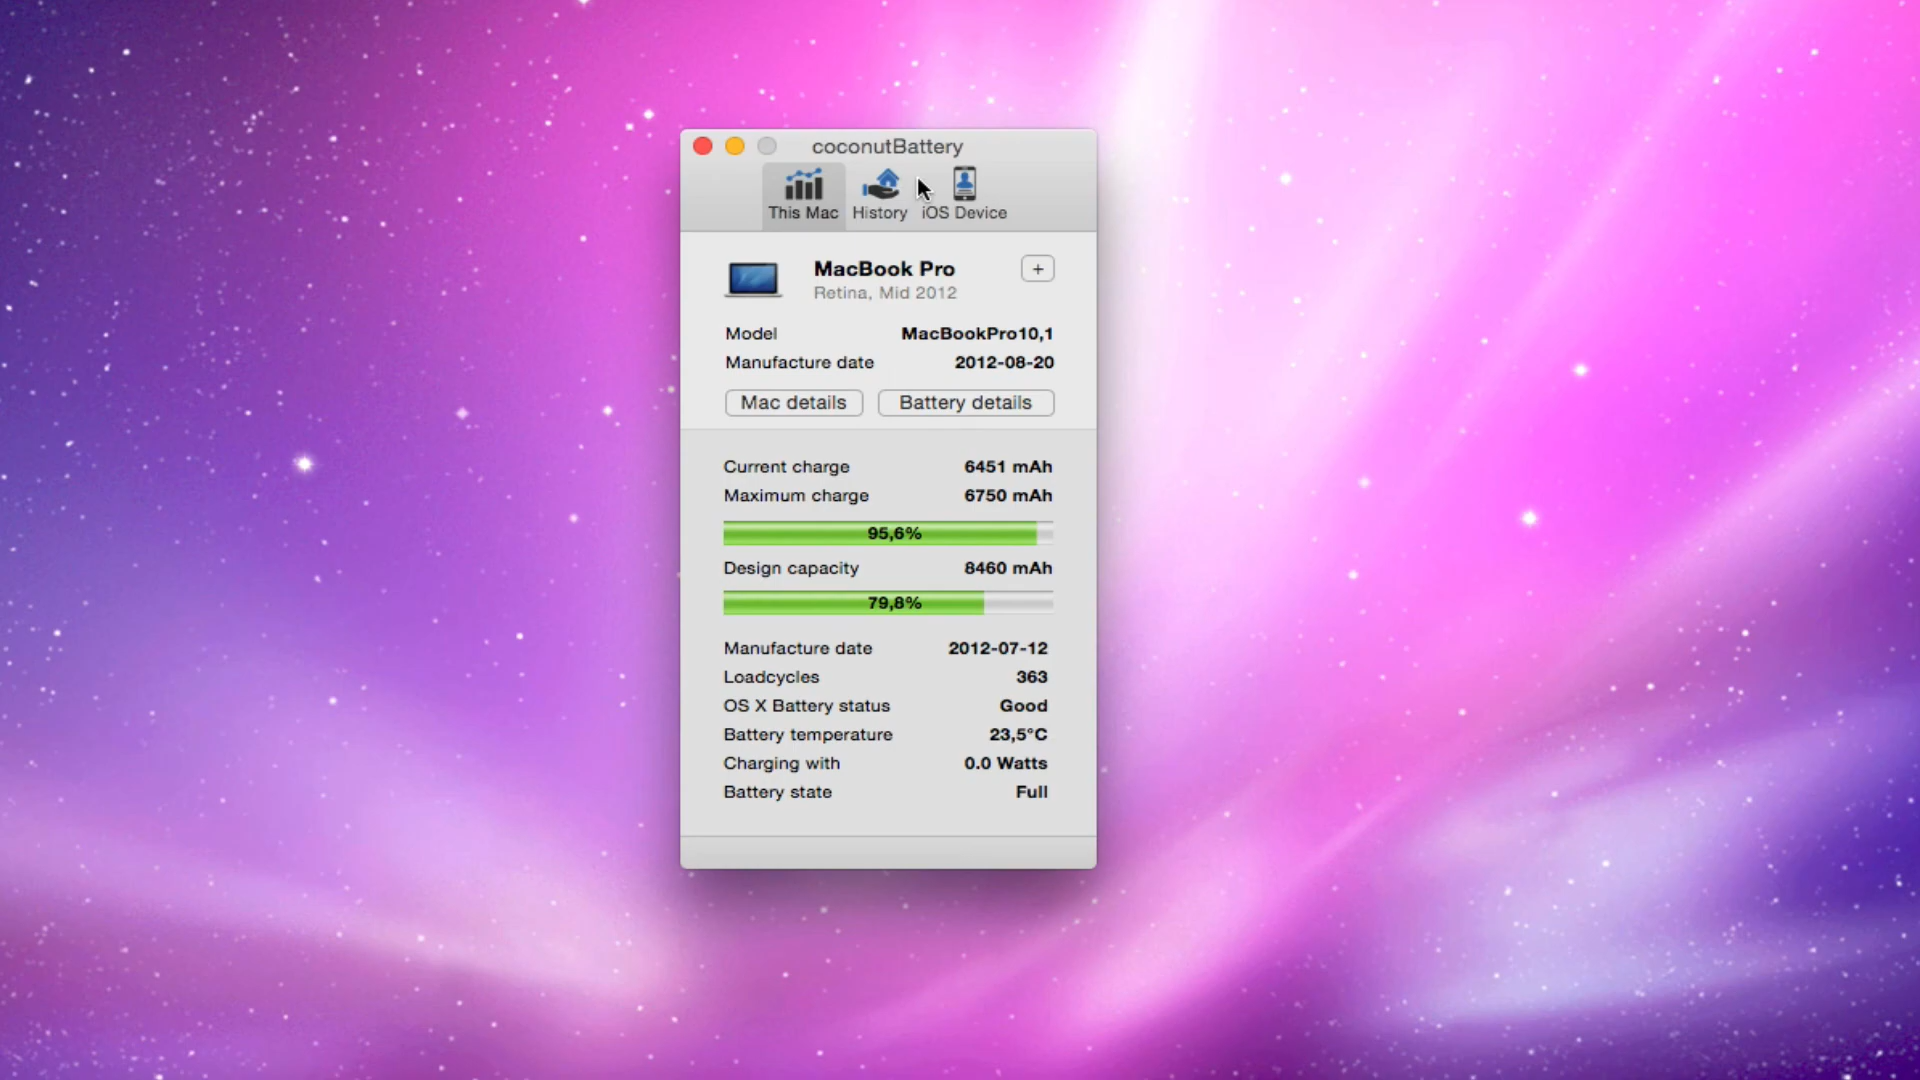 coconutBattery
This Mac History iOS Device
MacBook Pro +
Retina, Mid 2012
Model MacBookPro10,1
Manufacture date 2012-08-20
Mac details Battery details
Current charge 6451 mAh
Maximum charge 6750 mAh
95,6%
Design capacity 8460 mAh
79,8%
Manufacture date 2012-07-12
Loadcycles 363
OS X Battery status Good
Battery temperature 23,5°C
Charging with 0.0 Watts
Battery state Full